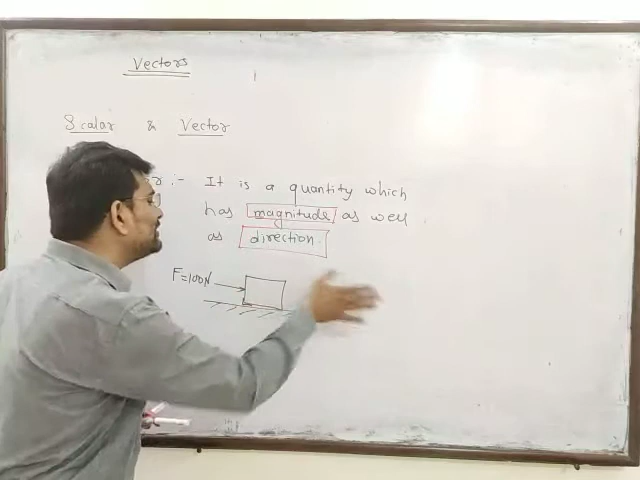 Vectors
Scalar & Vector
:- It is a quantity which
has magnitude as well
as direction.
F=100N